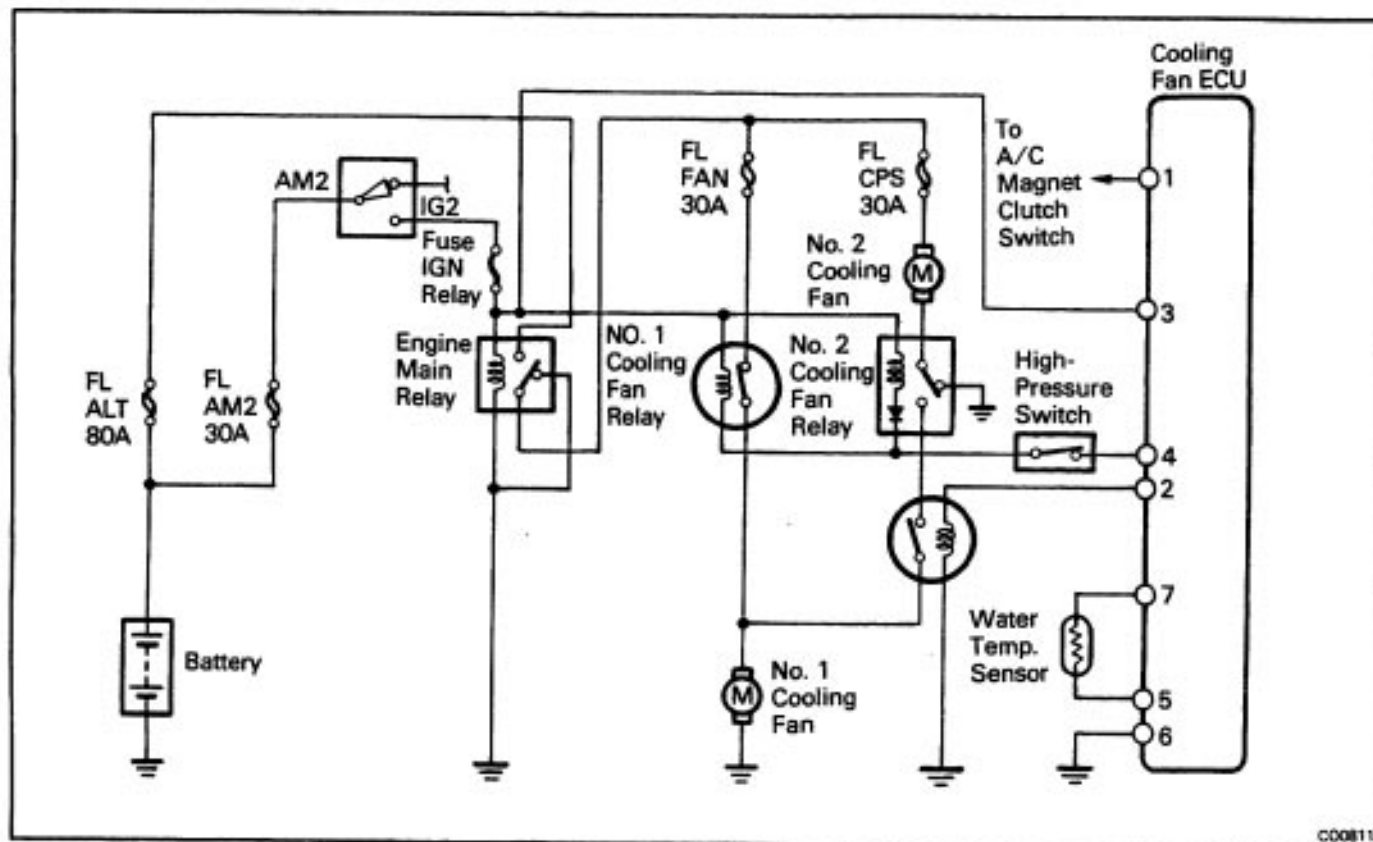 Cooling
Fan ECU
To
A/C
Magnet
Clutch
Switch
1
3
4
2
7
5
6
AM2
IG2
Fuse
IGN
Relay
FL
FAN
30A
FL
CPS
30A
No. 2
Cooling
Fan
M
Engine
Main
Relay
NO. 1
Cooling
Fan
Relay
No. 2
Cooling
Fan
Relay
High-
Pressure
Switch
FL
ALT
80A
FL
AM2
30A
Battery
M
No. 1
Cooling
Fan
Water
Temp.
Sensor
CO0811